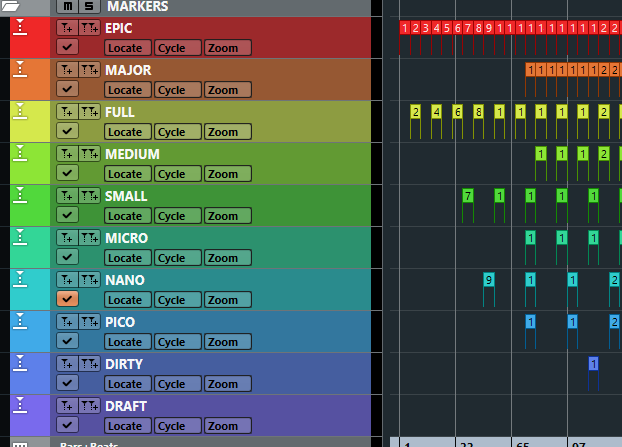 M S MARKERS
EPIC 1 2 3 4 5 6 7 8 9 1 1 1 1 1 1 1 1 1 1 2 2
Locate Cycle Zoom
MAJOR 1 1 1 1 1 1 1 2 2
Locate Cycle Zoom
FULL 2 4 6 8 1 1 1 1 1 2 2
Locate Cycle Zoom
MEDIUM 1 1 1 2 2
Locate Cycle Zoom
SMALL 7 1 1 1 1 2
Locate Cycle Zoom
MICRO 1 1 1 2
Locate Cycle Zoom
NANO 9 1 1 2
Locate Cycle Zoom
PICO 1 1 2
Locate Cycle Zoom
DIRTY 1
Locate Cycle Zoom
DRAFT
Locate Cycle Zoom
1 33 65 97